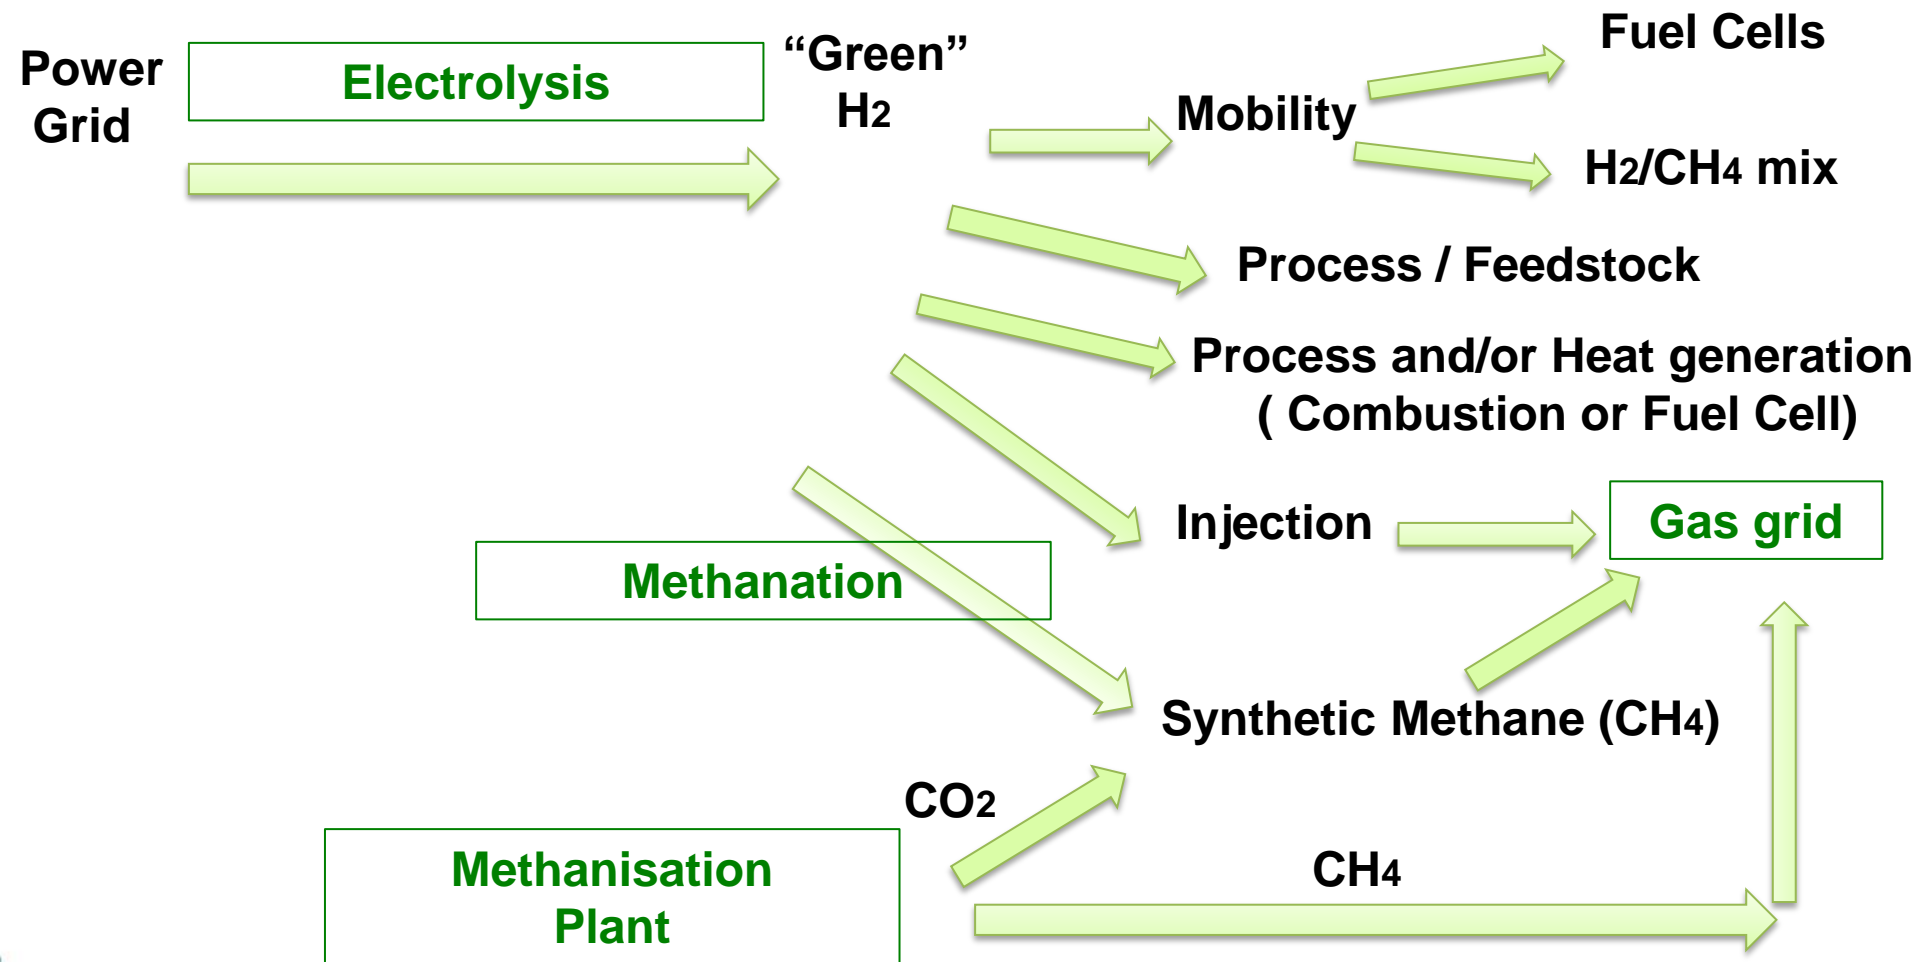 Power
Grid
Electrolysis
“Green”
H2
Mobility
Fuel Cells
H2/CH4 mix
Process / Feedstock
Process and/or Heat generation
( Combustion or Fuel Cell)
Injection
Gas grid
Methanation
Synthetic Methane (CH4)
CO2
Methanisation
Plant
CH4